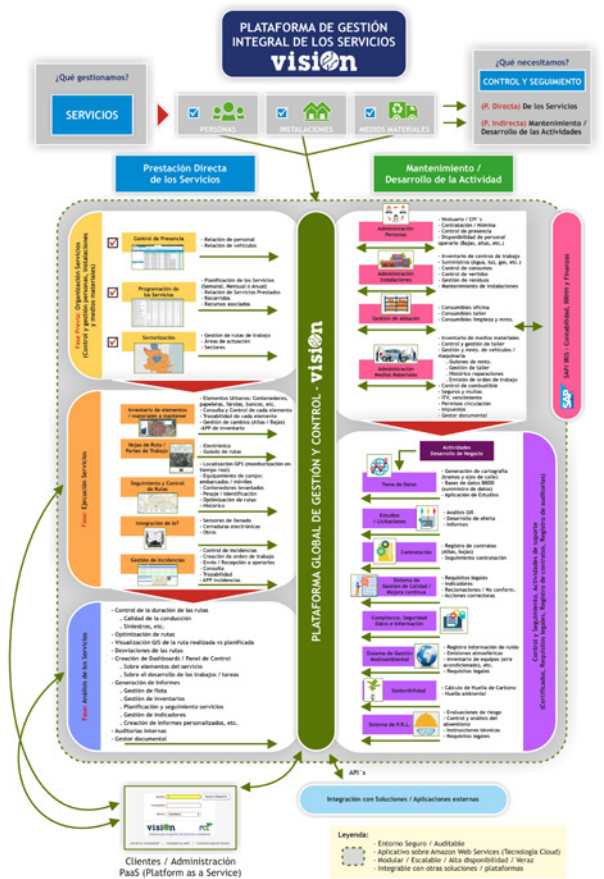 PLATAFORMA DE GESTIÓN
INTEGRAL DE LOS SERVICIOS
vision
¿Qué gestionamos?
SERVICIOS
PERSONAS
INSTALACIONES
MEDIOS MATERIALES
¿Qué necesitamos?
CONTROL Y SEGUIMIENTO
(P. Directa) De los Servicios
(P. Indirecta) Mantenimiento /
Desarrollo de las Actividades
Prestación Directa
de los Servicios
Mantenimiento /
Desarrollo de la Actividad
Fase Previa: Organización Servicios
(Control y gestión personal, instalaciones
y medios materiales)
Control de Presencia
- Relación de personal
- Relación de vehículos
Programación de
los Servicios
- Planificación de los Servicios
(Semanal, Mensual o Anual)
- Relación de Servicios Prestados
- Recorridos
- Recursos asociados
Sectorización
- Gestión de rutas de trabajo
- Áreas de actuación
- Sectores
Fase: Ejecución Servicios
Inventario de elementos
/ materiales a mantener
- Elementos Urbanos: Contenedores,
papeleras, farolas, bancos, etc.
- Consulta y Control de cada elemento
- Trazabilidad de cada elemento
- Gestión de cambios (Altas / Bajas)
-APP de inventario
Hojas de Ruta /
Partes de Trabajo
- Electrónico
- Guiado de rutas
Seguimiento y Control
de Rutas
- Localización GPS (monitorización en
tiempo real)
- Equipamiento de campo:
embarcados / móviles
- Contenedores levantados
- Pesaje / Identificación
- Optimización de rutas
- Histórico
Integración de IoT
- Sensores de llenado
- Cerraduras electrónicas
- Otros
Gestión de Incidencias
- Control de incidencias
- Creación de orden de trabajo
- Envío / Recepción a operarios
- Consulta
- Trazabilidad
- APP incidencias
Fase: Análisis de los Servicios
- Control de la duración de las rutas
. Calidad de la conducción
. Siniestros, etc.
- Optimización de rutas
- Visualización GIS de la ruta realizada vs planificada
- Desviaciones de las rutas
- Creación de Dashboards / Panel de Control
. Sobre elementos del servicio
. Sobre el desarrollo de los trabajos / tareas
- Generación de Informes
. Gestión de flota
. Gestión de inventarios
. Planificación y seguimiento servicios
. Gestión de indicadores
. Creación de informes personalizados, etc.
- Auditorias internas
- Gestor documental
PLATAFORMA GLOBAL DE GESTIÓN Y CONTROL - vision
Administración
Personas
- Vestuario / EPI´s
- Contratación / Nómina
- Control de presencia
- Disponibilidad de personal
operario (Bajas, altas, etc.)
Administración
Instalaciones
- Inventario de centros de trabajo
- Suministros (Agua, luz, gas, etc.)
- Control de consumos
- Control de vertidos
- Gestión de residuos
- Mantenimiento de instalaciones
Gestión de almacén
- Consumibles oficina
- Consumibles taller
- Consumibles limpieza y mnto.
Administración
Medios Materiales
- Inventario de medios materiales
- Control y gestión de taller
- Gestión y mnto. de vehículos /
maquinaria
. Guiones de mnto.
. Gestión de taller
. Histórico reparaciones
. Emisión de orden de trabajo
- Control de combustible
- Seguros y multas
- ITV, vencimiento
- Permisos circulación
- Impuestos
- Gestor documental
SAP/ IRIS - Contabilidad, RRHH y Finanzas
SAP
Actividades
Desarrollo de Negocio
Toma de Datos
- Generación de cartografía
(tramos y ejes de calle)
- Bases de datos BBDD
(suministro de datos)
- Aplicación de Estudios
Estudios
/ Licitaciones
- Análisis GIS
- Desarrollo de oferta
- Informes
Contratación
- Registro de contratos
(Altas, bajas)
- Seguimiento contratación
Sistema de
Gestión de Calidad /
Mejora continua
- Requisitos legales
- Indicadores
- Reclamaciones / No conform.
- Acciones correctoras
Compliance, Seguridad
Datos e Información
Sistema de Gestión
Medioambiental
- Registro información de ruido
- Emisiones atmosféricas
- Inventario de equipos (aire
acondicionado), etc.
- Requisitos legales
Sostenibilidad
- Cálculo de Huella de Carbono
- Huella ambiental
Sistema de P.R.L.
- Evaluaciones de riesgo
- Control y análisis del
absentismo
- Instrucciones técnicas
- Requisitos legales
Control y Seguimiento. Actividades de soporte
(Certificados, Requisitos legales, Registro de contratos, Registro de auditorías)
API´s
Integración con Soluciones / Aplicaciones externas
vision
fcc
Clientes / Administración
PaaS (Platform as a Service)
Leyenda:
- Entorno Seguro / Auditable
- Aplicativo sobre Amazon Web Services (Tecnología Cloud)
- Modular / Escalable / Alta disponibilidad / Veraz
- Integrable con otras soluciones / plataformas